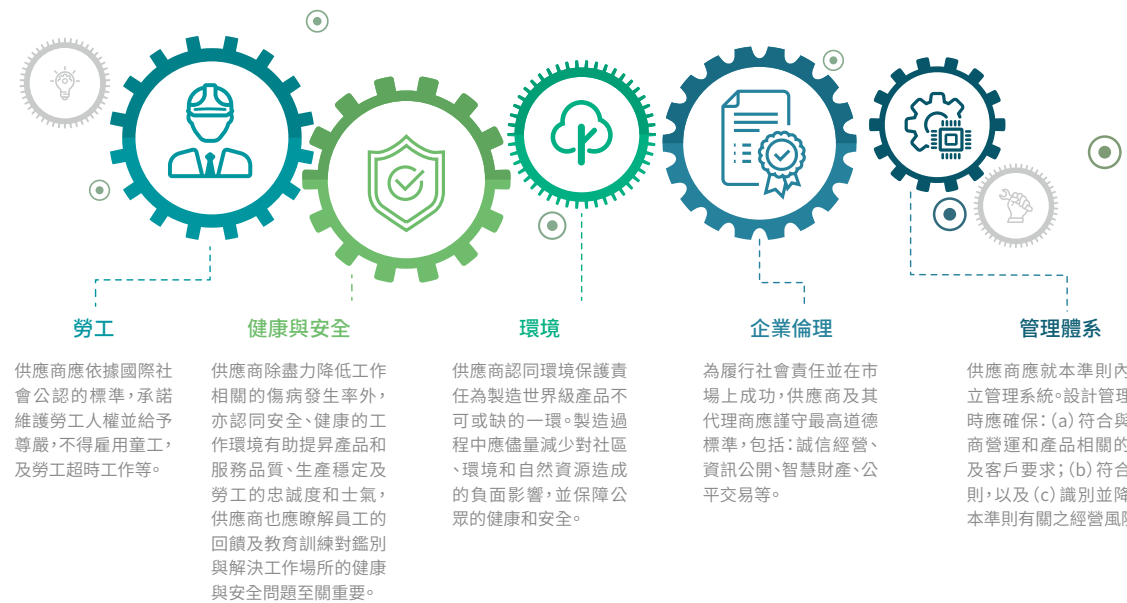 勞工
供應商應依據國際社
會公認的標準,承諾
維護勞工人權並給予
尊嚴,不得雇用童工,
及勞工超時工作等。
健康與安全
供應商除盡力降低工作
相關的傷病發生率外,
亦認同安全、健康的工
作環境有助提昇產品和
服務品質、生產穩定及
勞工的忠誠度和士氣,
供應商也應瞭解員工的
回饋及教育訓練對鑑別
與解決工作場所的健康
與安全問題至關重要。
環境
供應商認同環境保護責
任為製造世界級產品不
可或缺的一環。製造過
程中應儘量減少對社區
、環境和自然資源造成
的負面影響,並保障公
眾的健康和安全。
企業倫理
為履行社會責任並在市
場上成功,供應商及其
代理商應謹守最高道德
標準,包括:誠信經營、
資訊公開、智慧財產、公
平交易等。
管理體系
供應商應就本準則內
立管理系統。設計管理
時應確保:(a)符合與
商營運和產品相關的
及客戶要求;(b)符合
則,以及(c)識別並降
本準則有關之經營風險